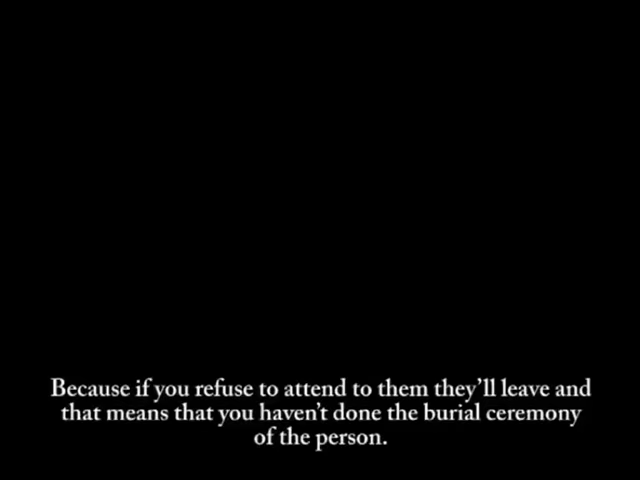 Because if you refuse to attend to them they’ll leave and
that means that you haven’t done the burial ceremony
of the person.